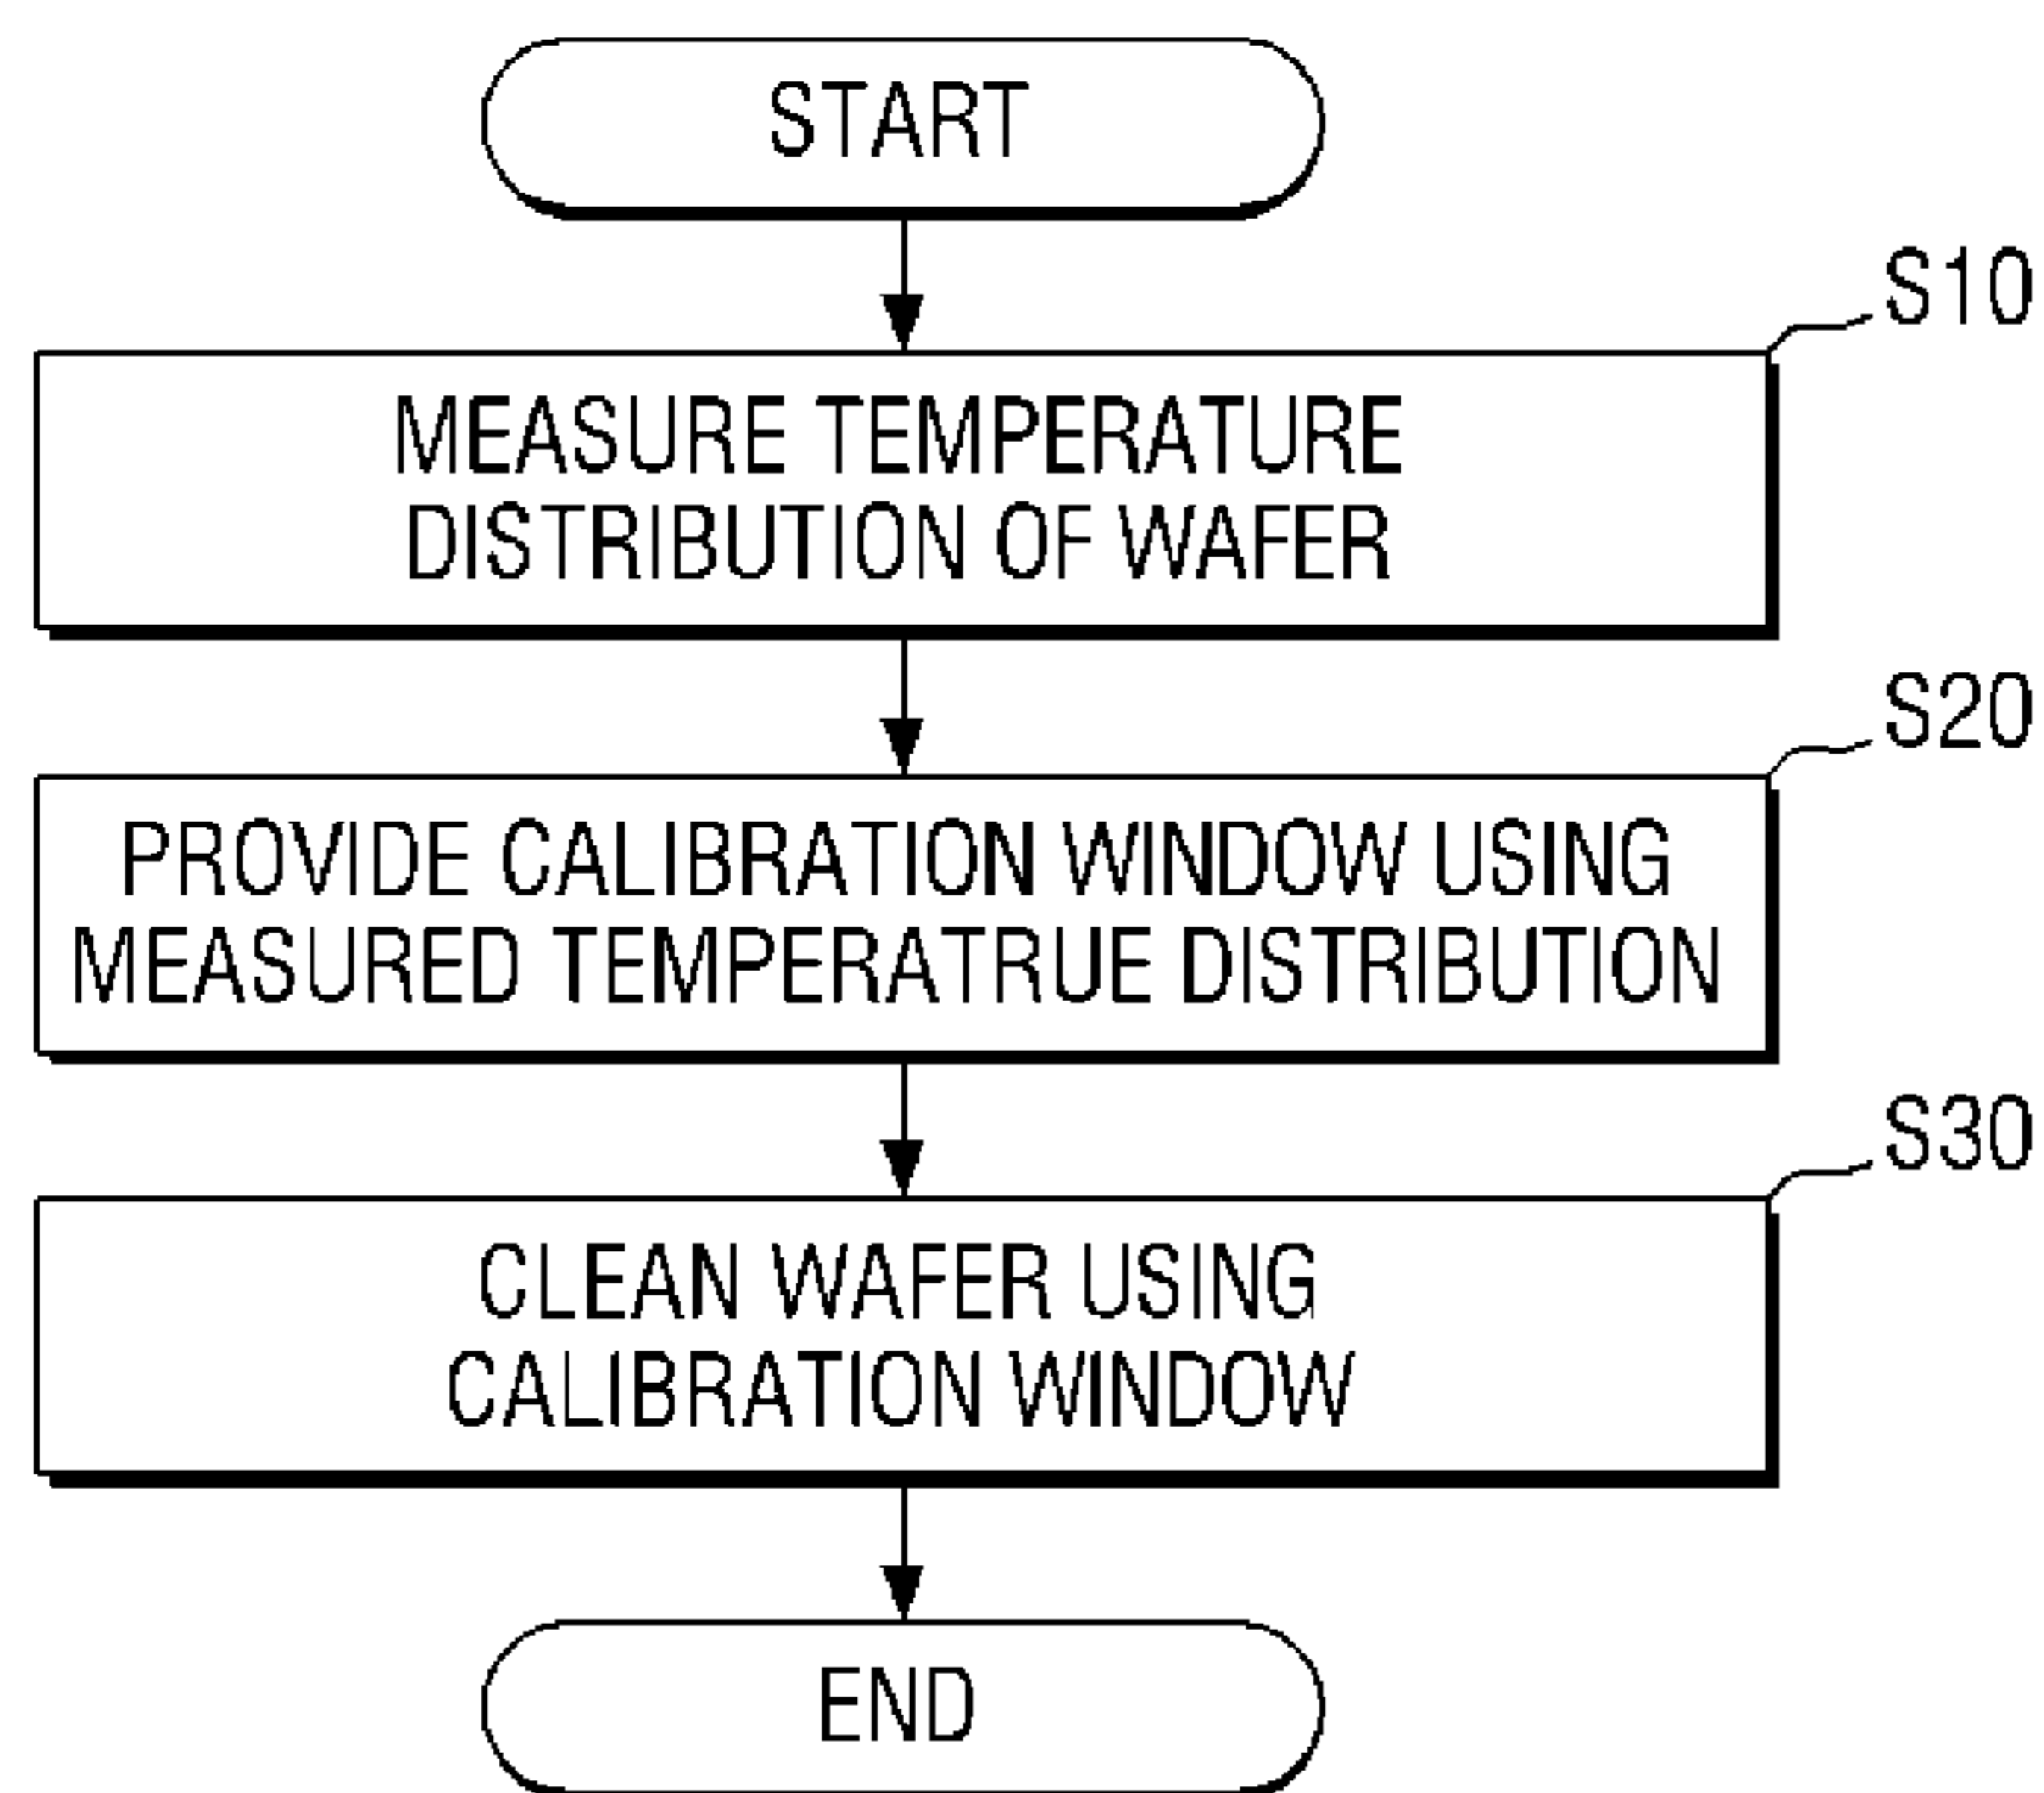 START
S10
MEASURE TEMPERATURE
DISTRIBUTION OF WAFER
S20
PROVIDE CALIBRATION WINDOW USING
MEASURED TEMPERATRUE DISTRIBUTION
S30
CLEAN WAFER USING
CALIBRATION WINDOW
END